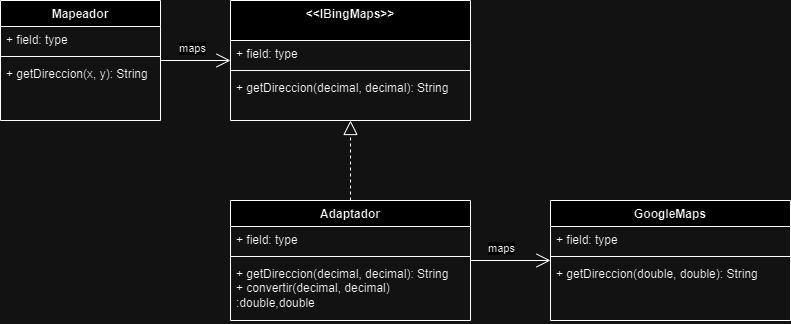 Mapeador
+ field: type
+ getDireccion(x, y): String
maps
<<IBingMaps>>
+ field: type
+ getDireccion(decimal, decimal): String
Adaptador
+ field: type
+ getDireccion(decimal, decimal): String
+ convertir(decimal, decimal)
:double,double
maps
GoogleMaps
+ field: type
+ getDireccion(double, double): String